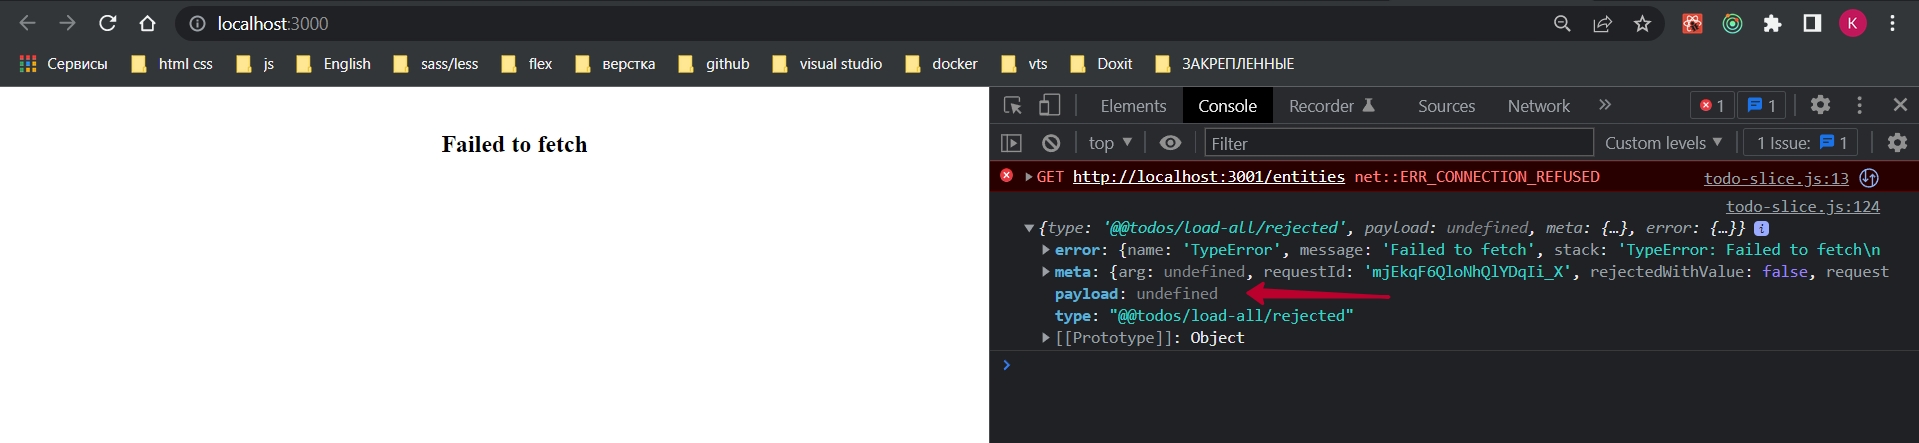 localhost:3000
K
Сервисы html css js English sass/less flex верстка github visual studio docker vts Doxit ЗАКРЕПЛЕННЫЕ
Failed to fetch
Elements Console Recorder Sources Network » 1 1
top Filter Custom levels 1 Issue: 1
GET http://localhost:3001/entities net::ERR_CONNECTION_REFUSED todo-slice.js:13
todo-slice.js:124
{type: '@@todos/load-all/rejected', payload: undefined, meta: {…}, error: {…}} i
error: {name: 'TypeError', message: 'Failed to fetch', stack: 'TypeError: Failed to fetch\n
meta: {arg: undefined, requestId: 'mjEkqF6QloNhQlYDqIi_X', rejectedWithValue: false, request
payload: undefined
type: "@@todos/load-all/rejected"
[[Prototype]]: Object